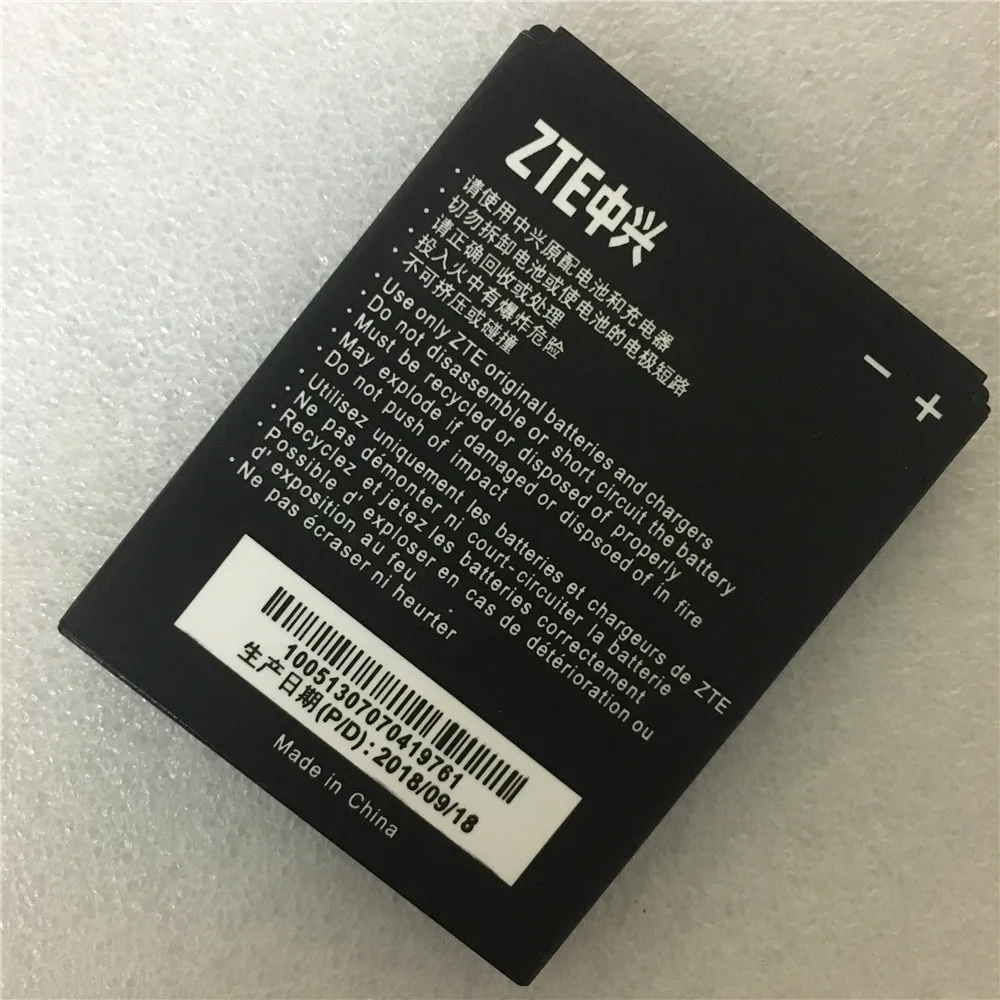 ZTE中兴
· 请使用中兴原配电池和充电器
· 切勿拆卸电池或使电池的电极短路
· 请正确回收或处理
· 投入火中有爆炸危险
· 不可挤压或碰撞
· Use only ZTE original batteries and chargers
· Do not disassemble or short circuit the battery
· Must be recycled or disposed of properly
· May explode if damaged or dispsoed of in fire
· Do not push of impact
· Utilisez uniquement les batteries et chargeurs de ZTE
· Ne pas démonter ni court-circuiter la batterie
· Recyclez et jetez les batteries correctement
· Possible d'exploser en cas de détérioration ou
d'exposition au feu .
· Ne pas écraser ni heurter
− +
10051307070419761
生产日期(P/D): 2018/09/18
Made in China